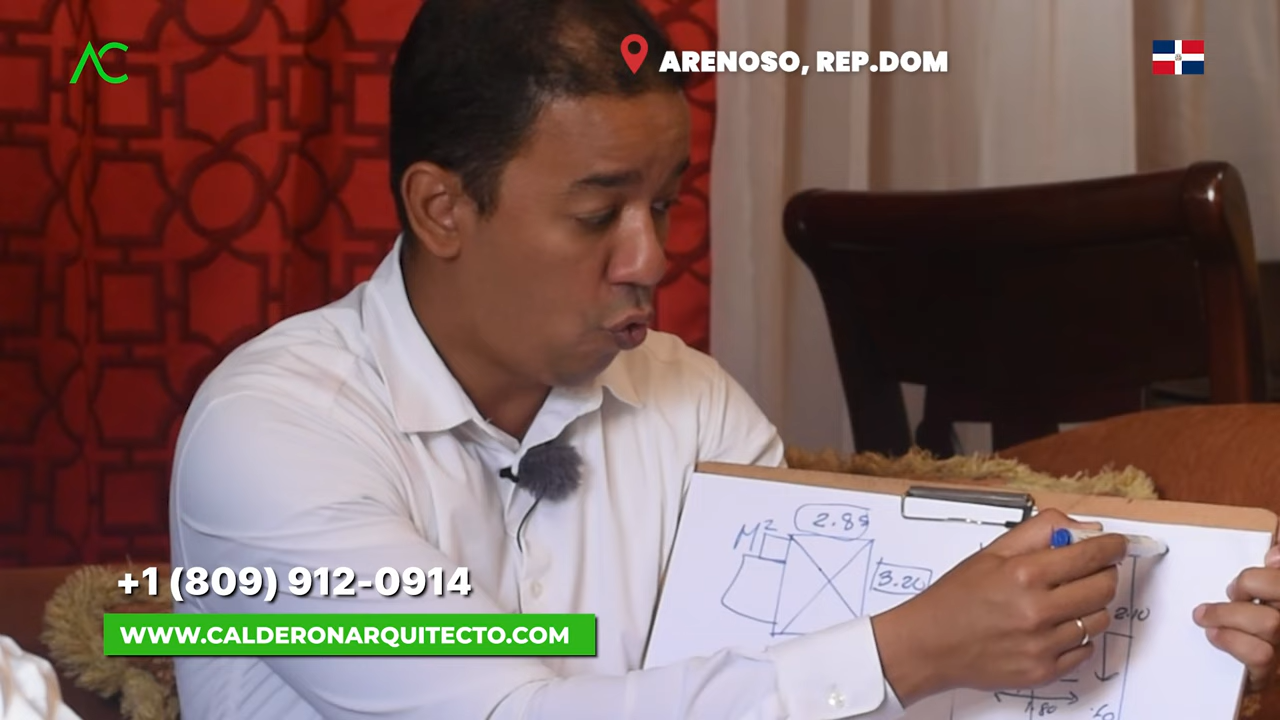 AC
ARENOSO, REP.DOM
M²
2.85
3.20
2.10
1.80
+1 (809) 912-0914
WWW.CALDERONARQUITECTO.COM